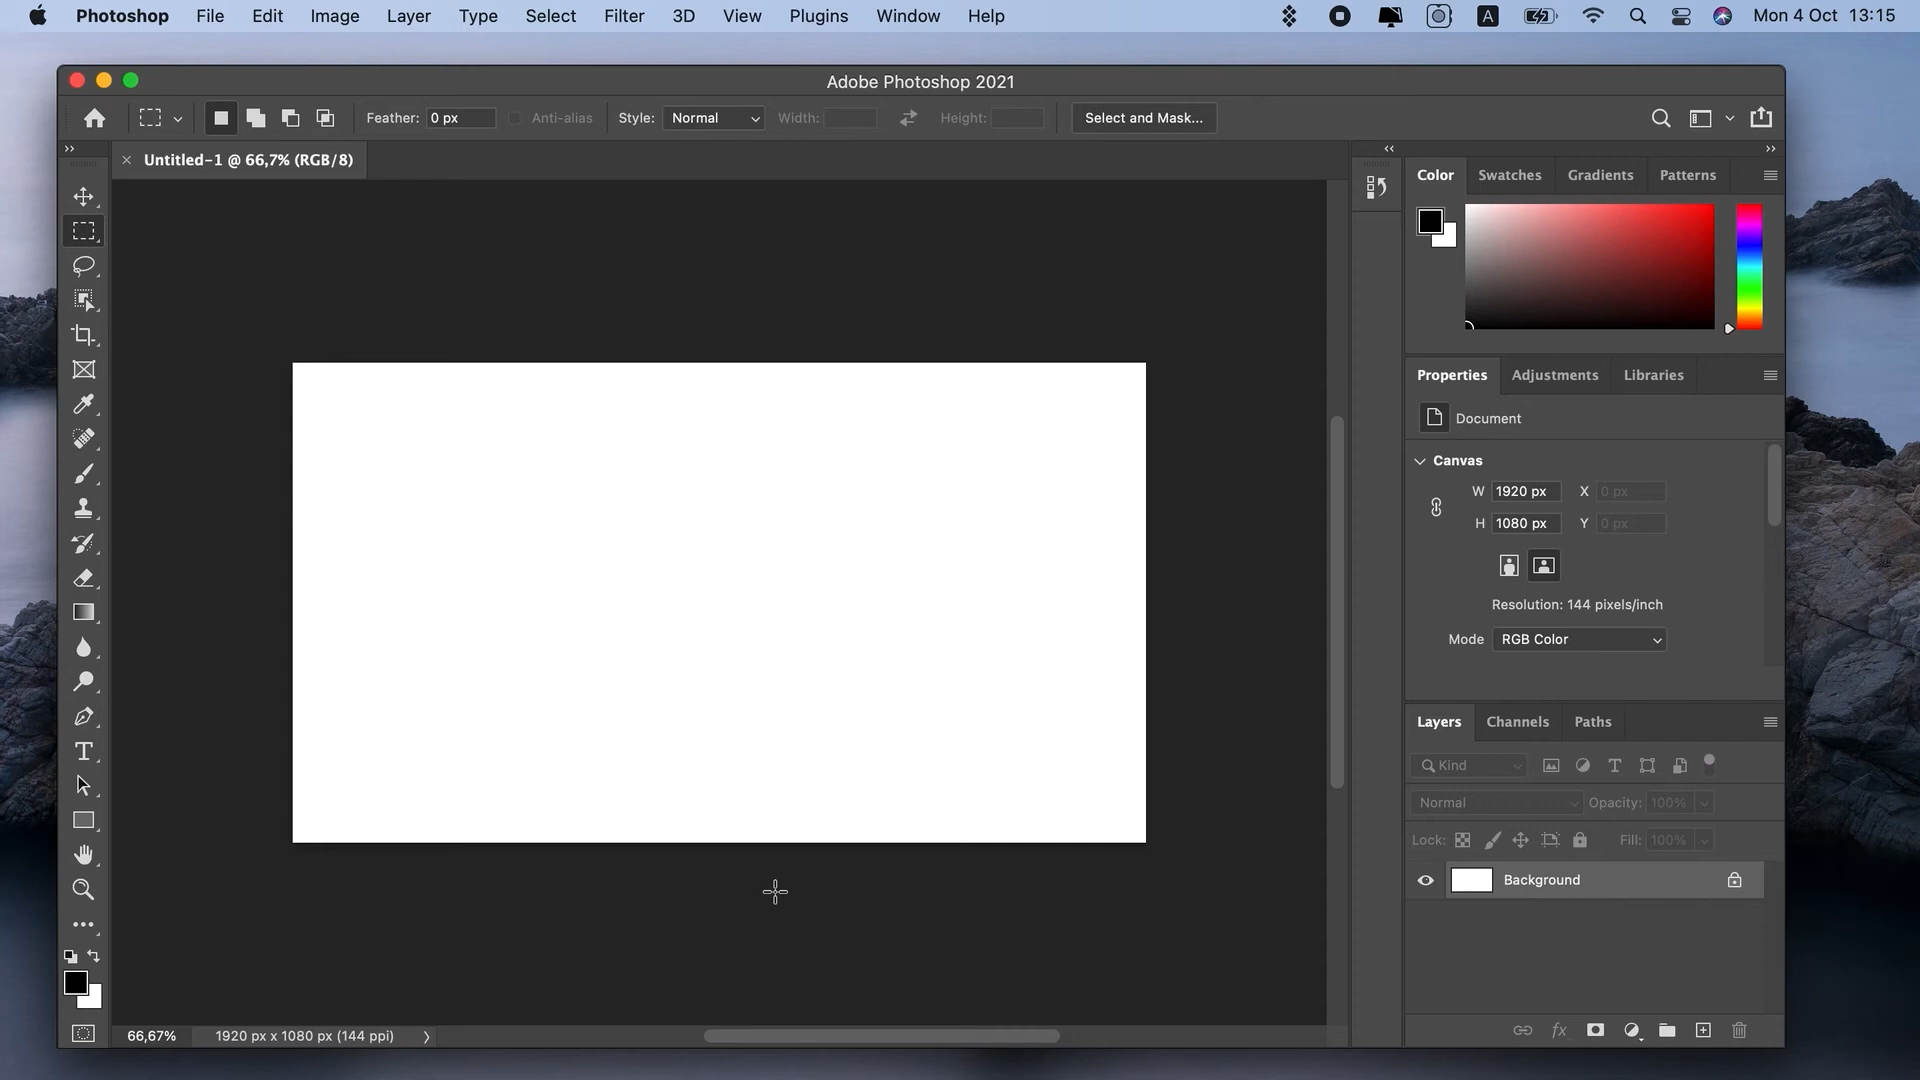 Photoshop File Edit Image Layer Type Select Filter 3D View Plugins Window Help A Mon 4 Oct 13:15
Adobe Photoshop 2021
Feather: 0 px Anti-alias Style: Normal Width: Height: Select and Mask...
Untitled-1 @ 66,7% (RGB/8)
Color Swatches Gradients Patterns
Properties Adjustments Libraries
Document
Canvas
W 1920 px X 0 px
H 1080 px Y 0 px
Resolution: 144 pixels/inch
Mode RGB Color
Layers Channels Paths
Kind
Normal Opacity: 100%
Lock: Fill: 100%
Background
66,67% 1920 px x 1080 px (144 ppi)